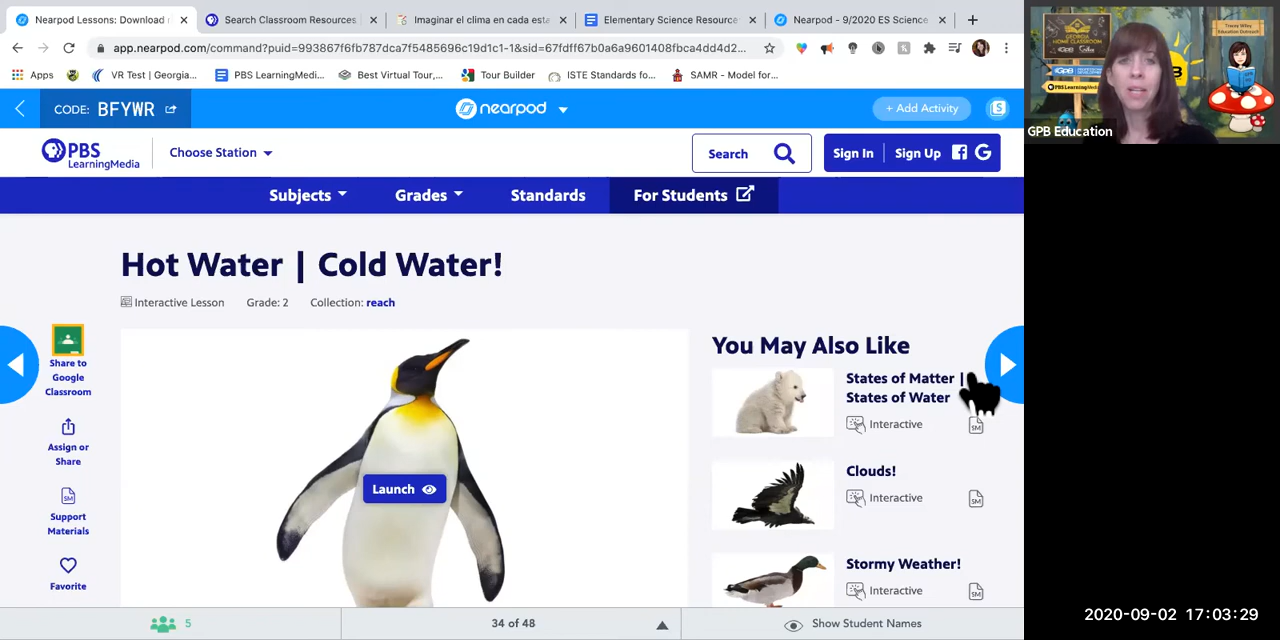 Nearpod Lessons: Download r
Search Classroom Resources
Imaginar el clima en cada esta
Elementary Science Resource
Nearpod - 9/2020 ES Science
app.nearpod.com/command?puid=993867f6fb787d3ca7f5485696c19d1c1-1&sid=67fdff67b0a6a9601408fbca4dd4d2...
Apps
VR Test | Georgia...
PBS LearningMedi...
Best Virtual Tour,...
Tour Builder
ISTE Standards fo...
SAMR - Model for...
CODE: BFYWR
nearpod
+ Add Activity
S
PBS
LearningMedia
Choose Station
Search
Sign In
Sign Up
Subjects
Grades
Standards
For Students
Hot Water | Cold Water!
Interactive Lesson
Grade: 2
Collection: reach
Share to
Google
Classroom
Assign or
Share
SM
Support
Materials
Favorite
Launch
You May Also Like
States of Matter |
States of Water
Interactive
SM
Clouds!
Interactive
SM
Stormy Weather!
Interactive
SM
5
34 of 48
Show Student Names
GPB Education
2020-09-02 17:03:29